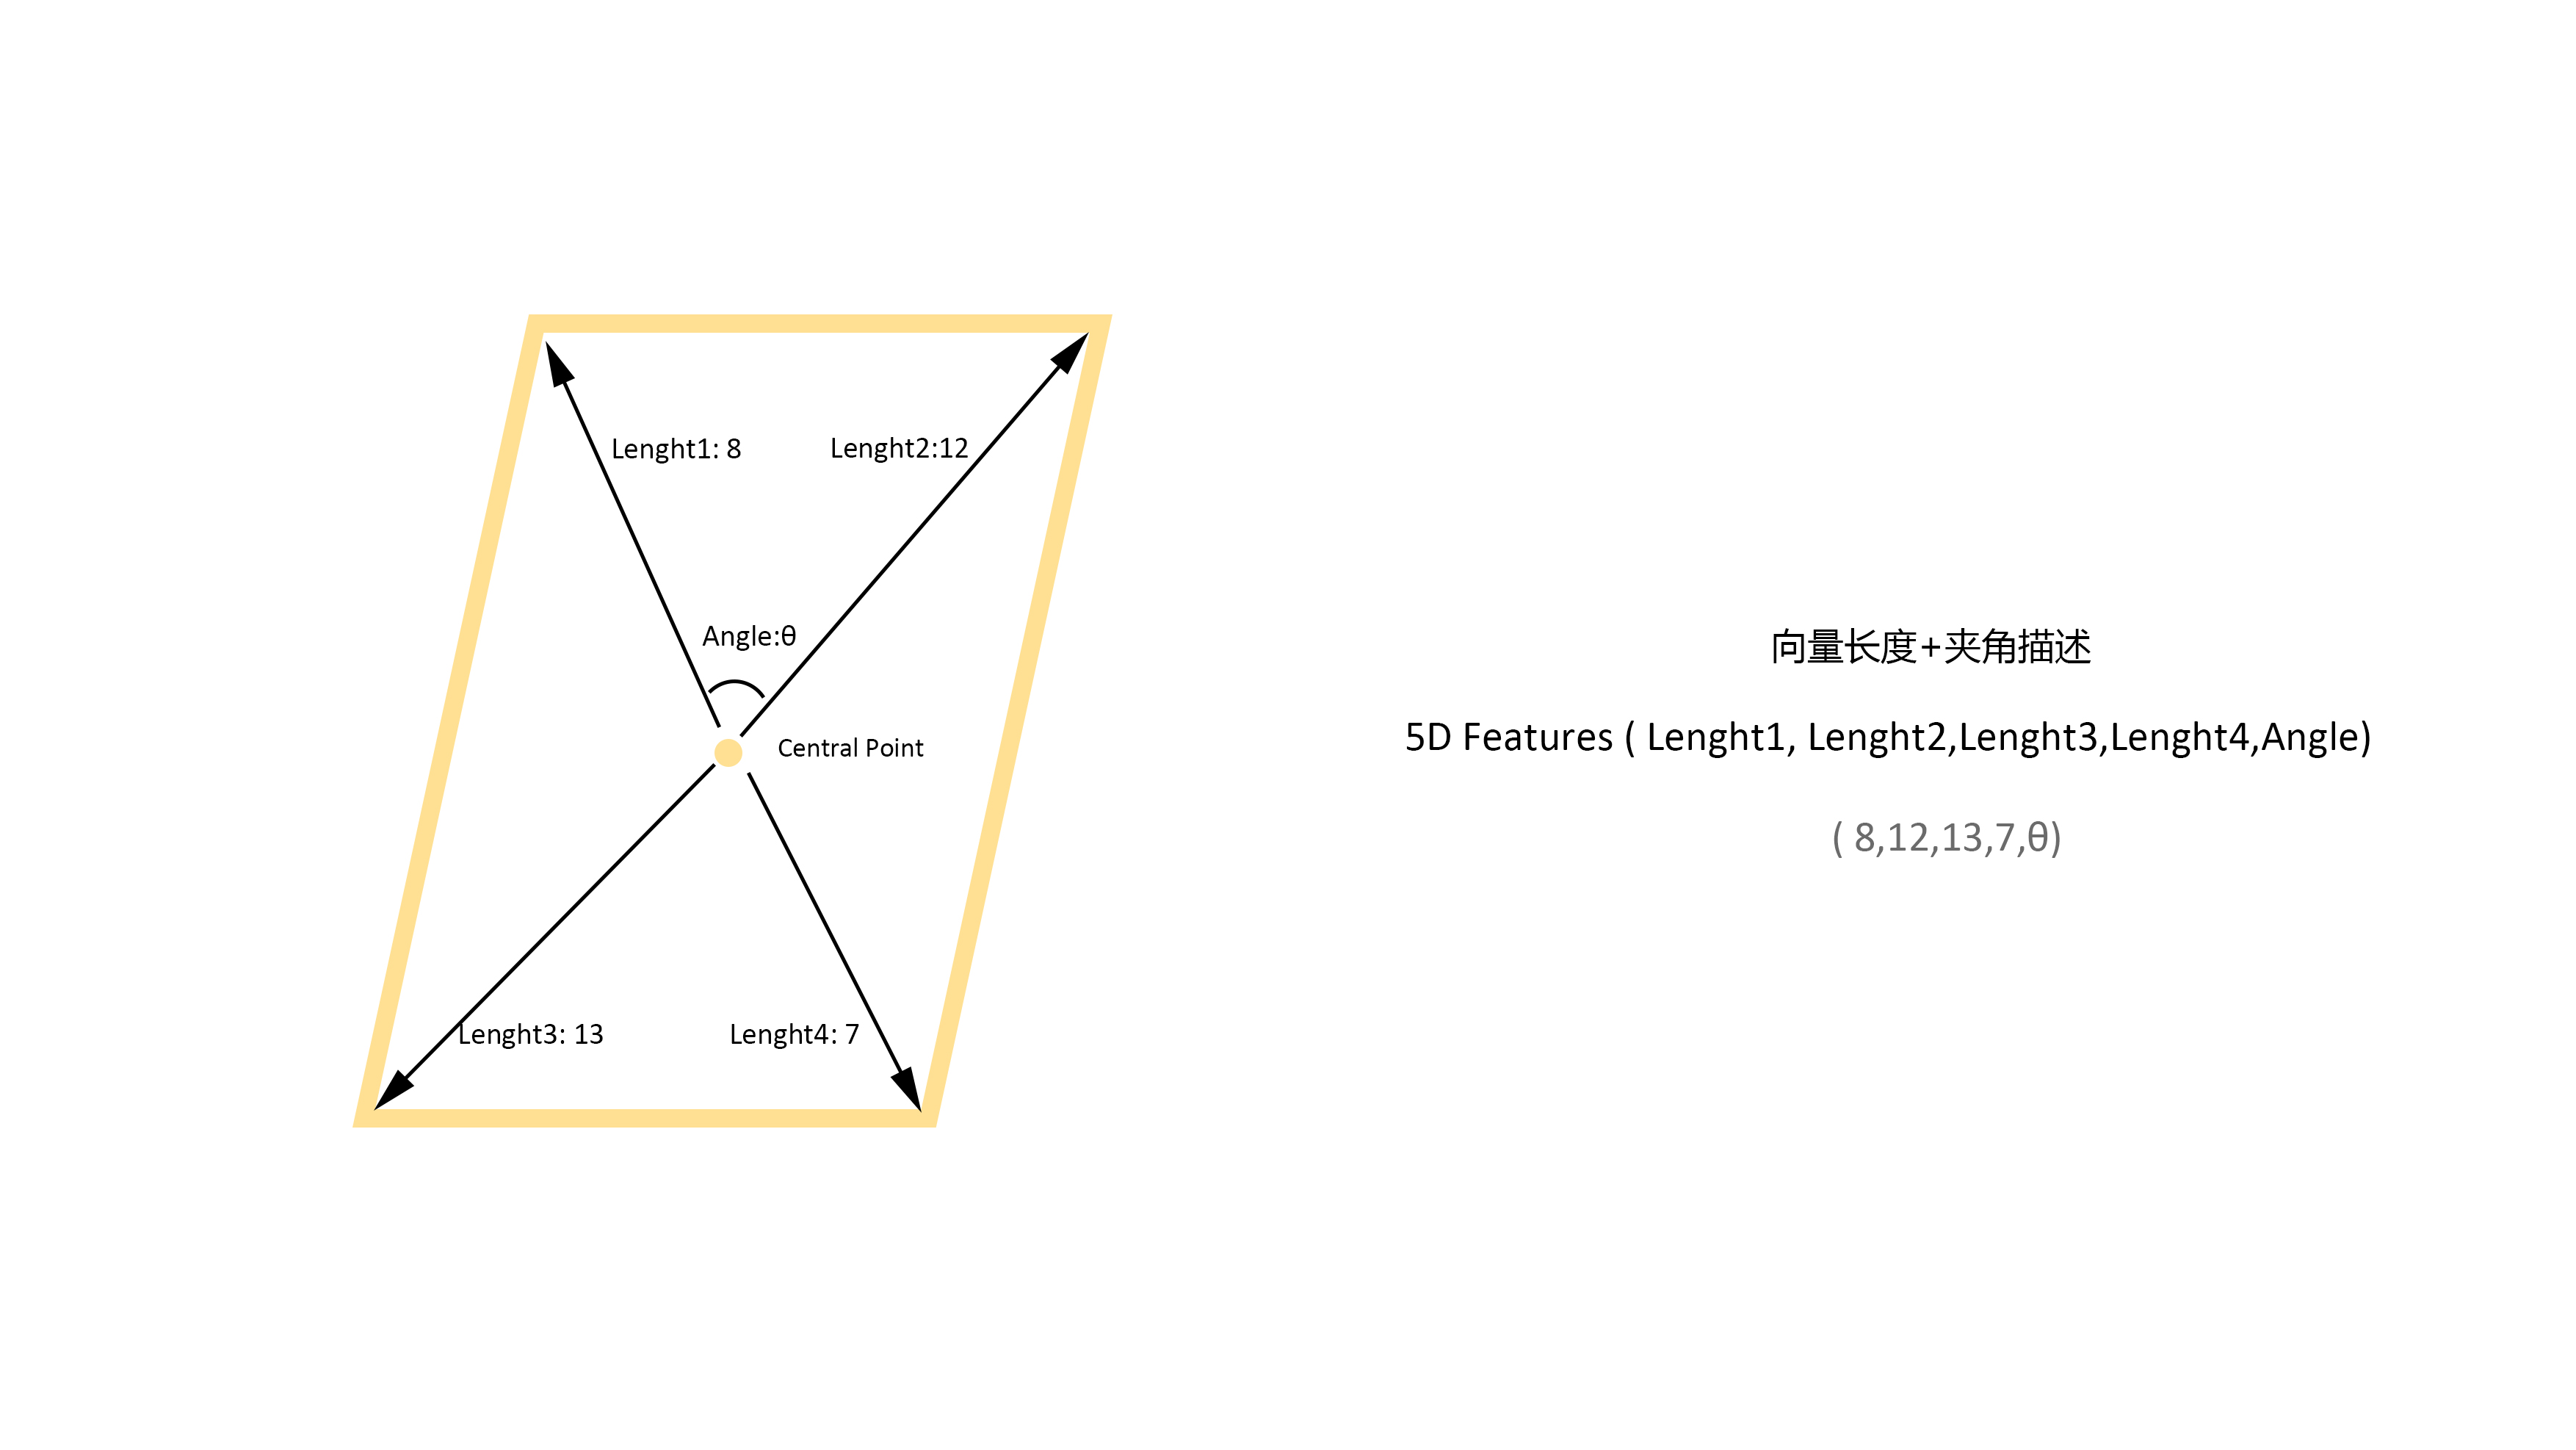 Lenght1: 8
Lenght2:12
Angle:θ
Central Point
Lenght3: 13
Lenght4: 7
向量长度+夹角描述
5D Features ( Lenght1, Lenght2,Lenght3,Lenght4,Angle)
( 8,12,13,7,θ)